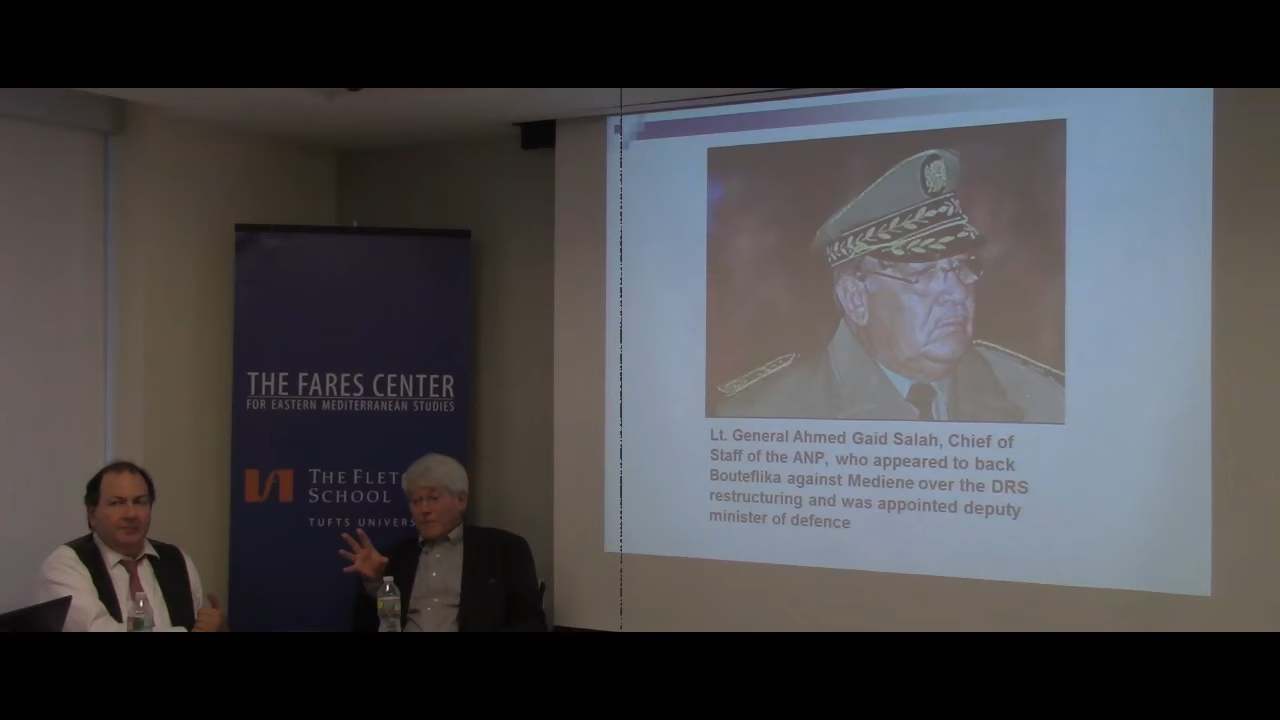 THE FARES CENTER
FOR EASTERN MEDITERRANEAN STUDIES
THE
SCHOOL
TUFTS
Lt. General Ahmed Gaid Salah, Chief of
Staff of the ANP, who appeared to back
Bouteflika against Mediene over the DRS
restructuring and was appointed deputy
minister of defence